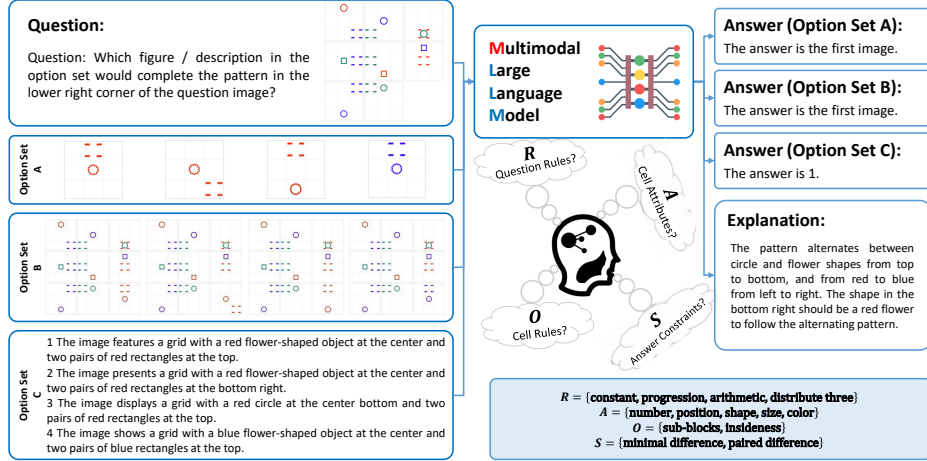 Question:
Question: Which figure / description in the
option set would complete the pattern in the
lower right corner of the question image?
Option Set
A
Option Set
B
Option Set
C
1 The image features a grid with a red flower-shaped object at the center and
two pairs of red rectangles at the top.
2 The image presents a grid with a red flower-shaped object at the center and
two pairs of red rectangles at the bottom right.
3 The image displays a grid with a red circle at the center bottom and two
pairs of red rectangles at the top.
4 The image shows a grid with a blue flower-shaped object at the center and
two pairs of blue rectangles at the top.
Multimodal
Large
Language
Model
R
Question Rules?
A
Cell Attributes?
O
Cell Rules?
S
Answer Constraints?
Answer (Option Set A):
The answer is the first image.
Answer (Option Set B):
The answer is the first image.
Answer (Option Set C):
The answer is 1.
Explanation:
The pattern alternates between
circle and flower shapes from top
to bottom, and from red to blue
from left to right. The shape in the
bottom right should be a red flower
to follow the alternating pattern.
R = {constant, progression, arithmetic, distribute three}
A = {number, position, shape, size, color}
O = {sub-blocks, insideness}
S = {minimal difference, paired difference}